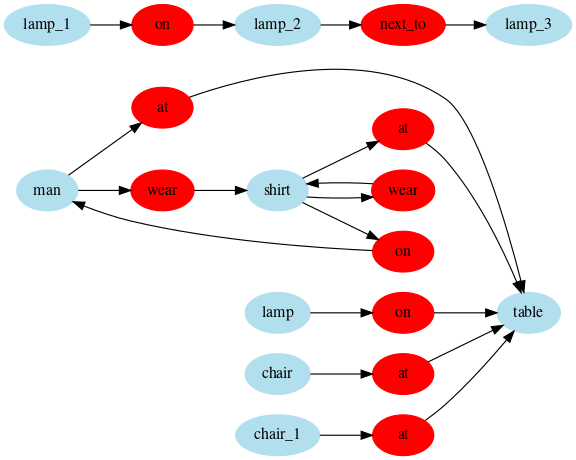 lamp_1 on lamp_2 next_to lamp_3
at
at
man wear shirt wear
on
lamp on table
chair at
chair_1 at